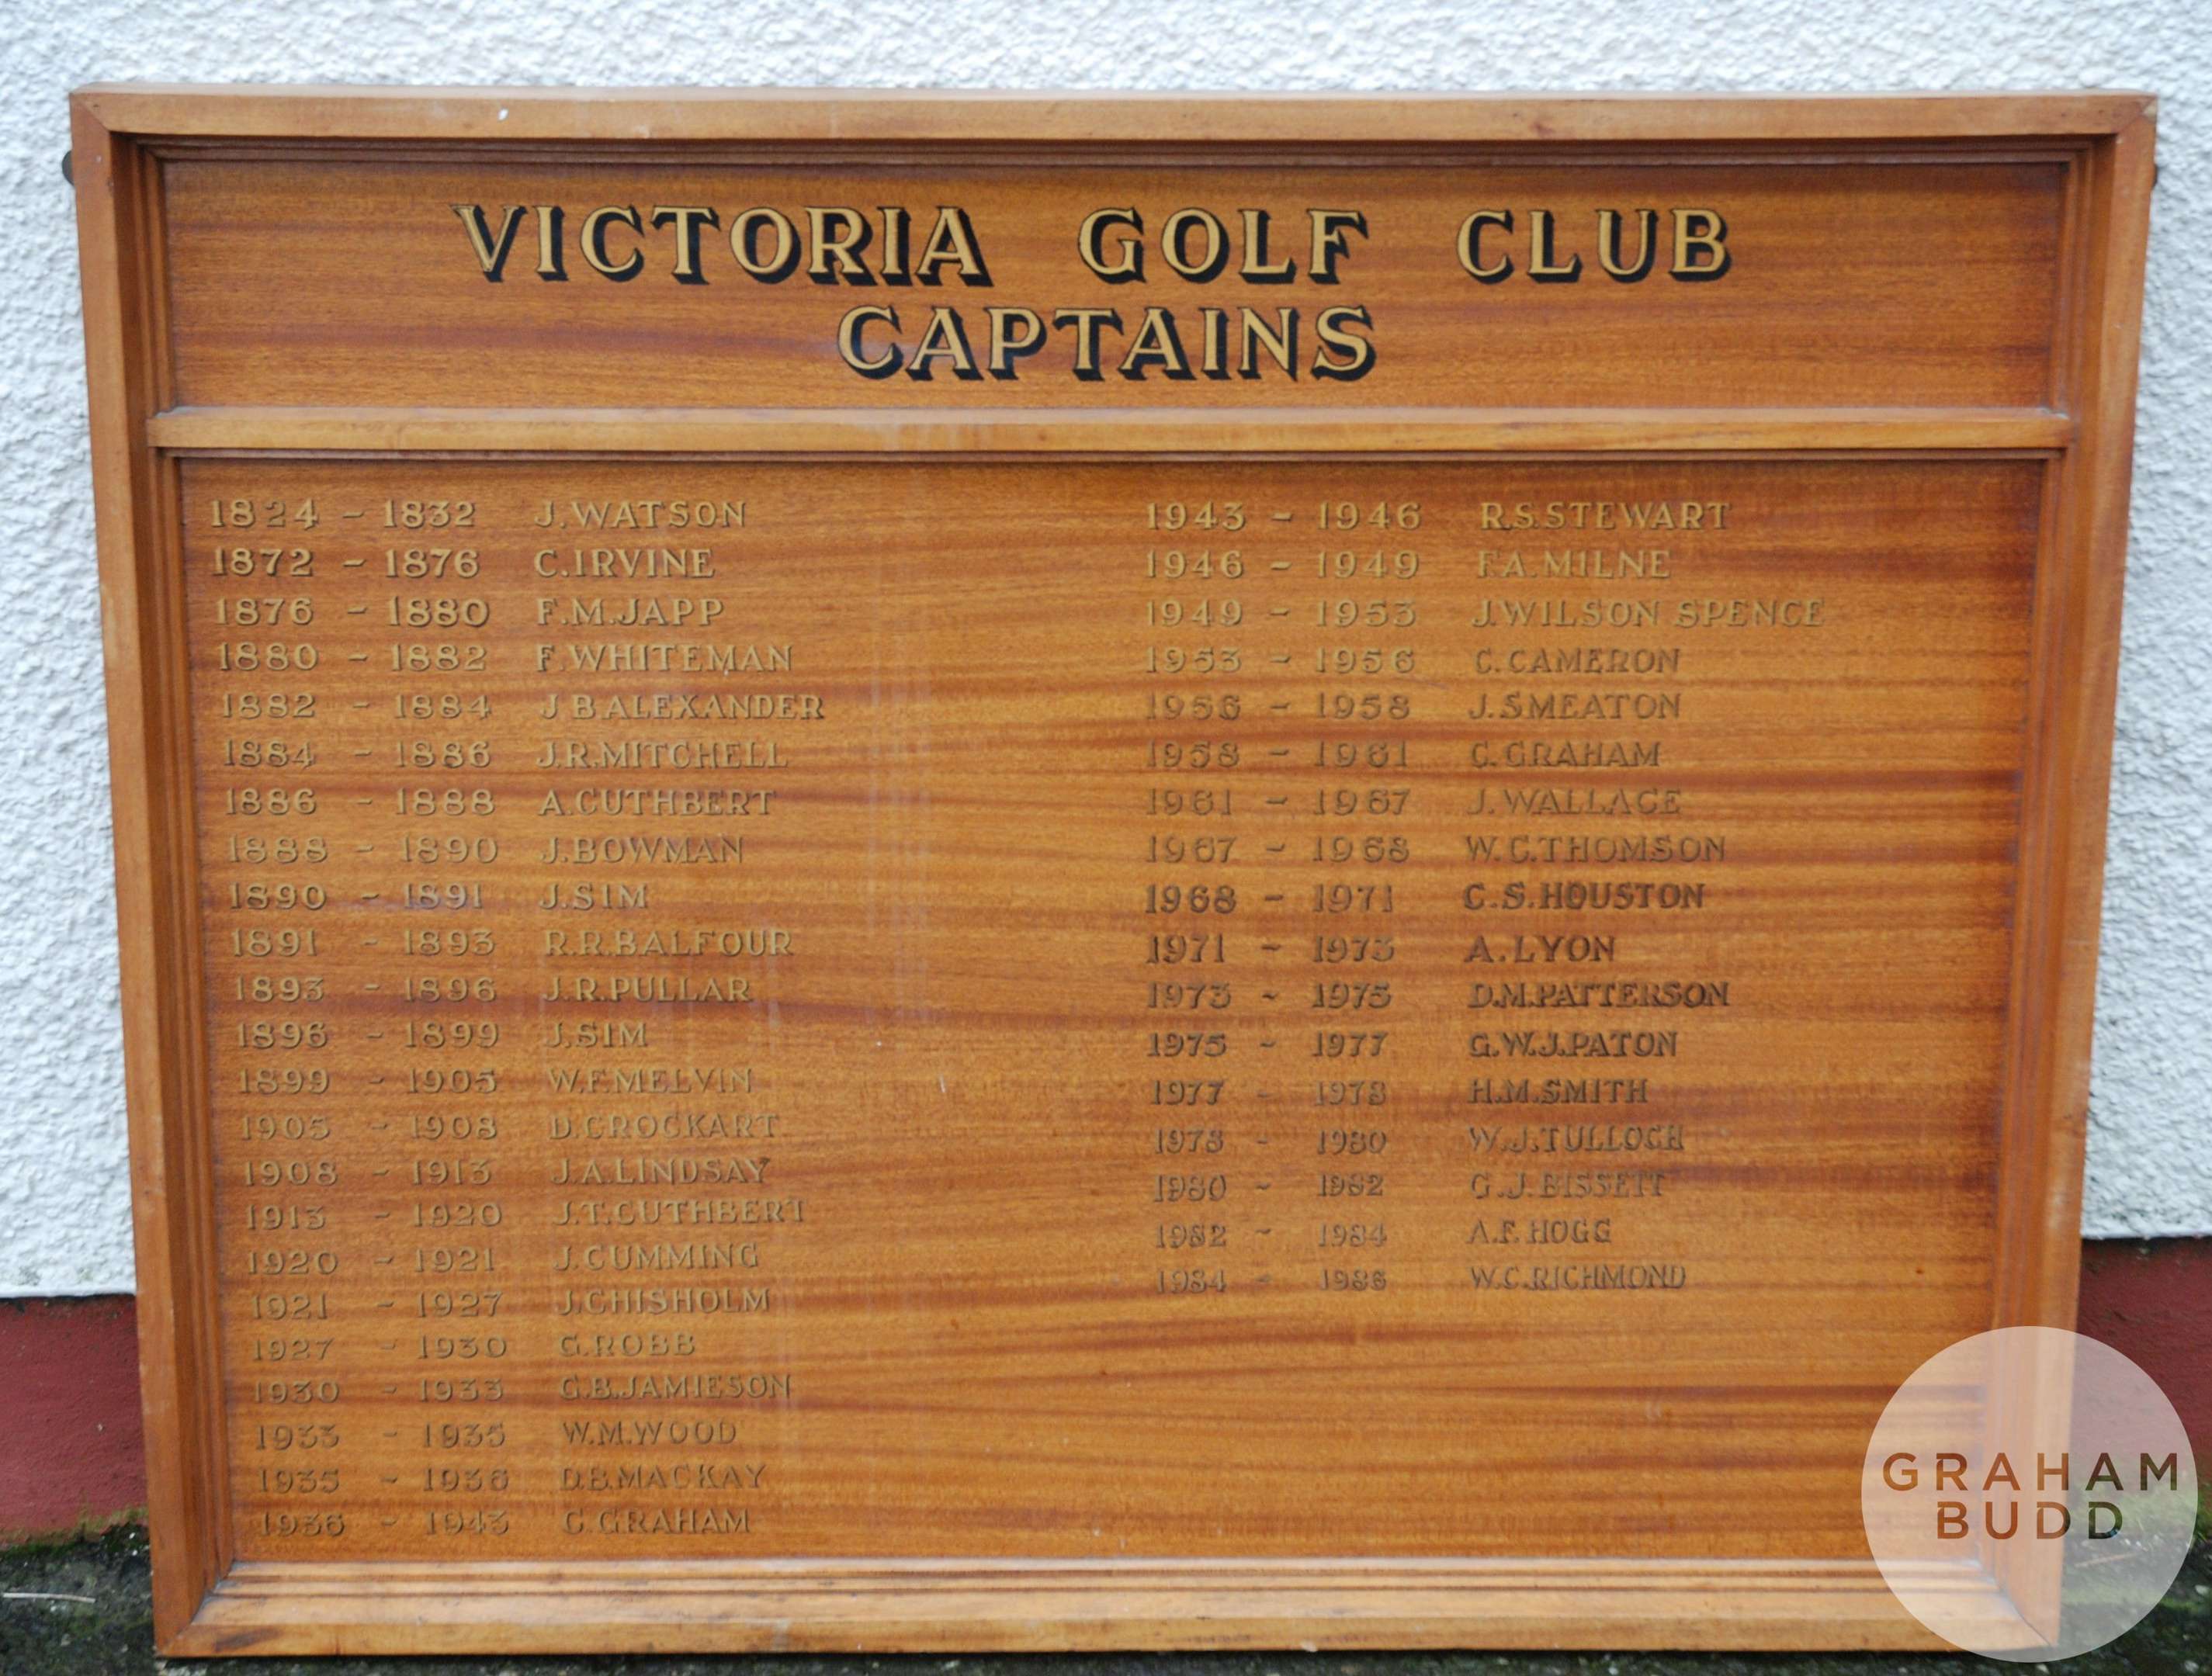 VICTORIA GOLF CLUB
CAPTAINS
1824 - 1832 J.WATSON
1872 - 1876 C.IRVINE
1876 - 1880 F.M.JAPP
1880 - 1882 F.WHITEMAN
1882 - 1884 J B ALEXANDER
1884 - 1886 J.R.MITCHELL
1886 - 1888 A.CUTHBERT
1888 - 1890 J.BOWMAN
1890 - 1891 J.SIM
1891 - 1893 R.R.BALFOUR
1893 - 1896 J.R.PULLAR
1896 - 1899 J.SIM
1899 - 1905 W.F.MELVIN
1905 - 1908 D.CROCKART
1908 - 1913 J.A.LINDSAY
1913 - 1920 J.T.CUTHBERT
1920 - 1921 J.CUMMING
1921 - 1927 J.CHISHOLM
1927 - 1930 G.ROBB
1930 - 1933 G.B.JAMIESON
1933 - 1935 W.M.WOOD
1935 - 1936 D.B.MACKAY
1936 - 1943 C GRAHAM
1943 - 1946 R.S.STEWART
1946 - 1949 F.A.MILNE
1949 - 1953 J.WILSON SPENCE
1953 - 1956 C.CAMERON
1956 - 1958 J.SMEATON
1958 - 1961 C.GRAHAM
1961 - 1967 J.WALLACE
1967 - 1968 W.C.THOMSON
1968 - 1971 C.S.HOUSTON
1971 - 1973 A.LYON
1973 - 1975 D.M.PATTERSON
1975 - 1977 G.W.J.PATON
1977 - 1978 H.M.SMITH
1978 - 1980 W.J.TULLOCH
1980 - 1982 G.J.BISSETT
1982 - 1984 A.F.HOGG
1984 - 1986 W.C.RICHMOND
GRAHAM
BUDD